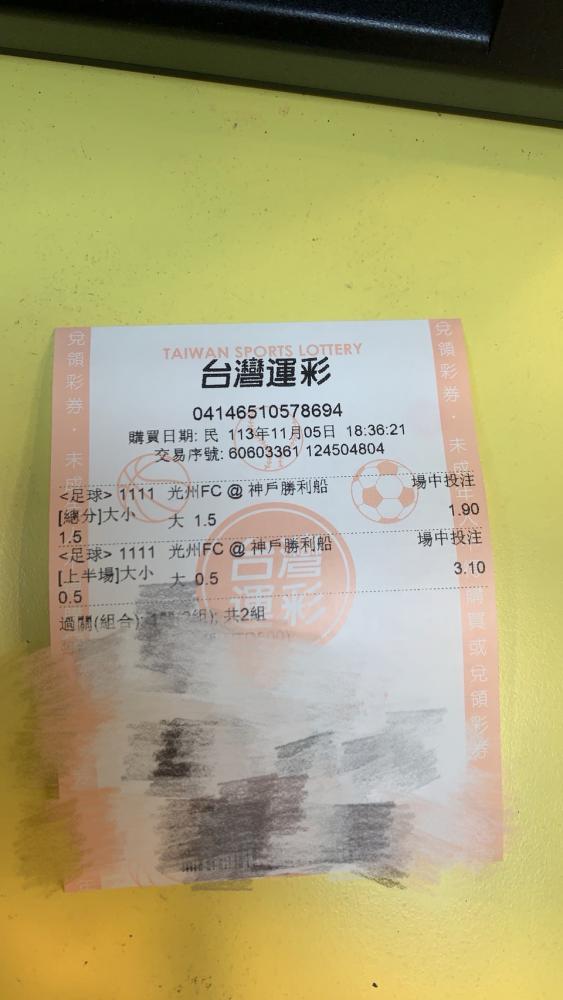 TAIWAN SPORTS LOTTERY
台灣運彩
04146510578694
購買日期: 民 113年11月05日 18:36:21
交易序號: 60603361 124504804
<足球> 1111 光州FC @ 神戶勝利船 場中投注
[總分]大小 大 1.5 1.90
1.5
<足球> 1111 光州FC @ 神戶勝利船 場中投注
[上半場]大小 大 0.5 3.10
0.5
過關(組合): 共2組
台灣
運彩
兌領彩券．未
購買或兌領彩券